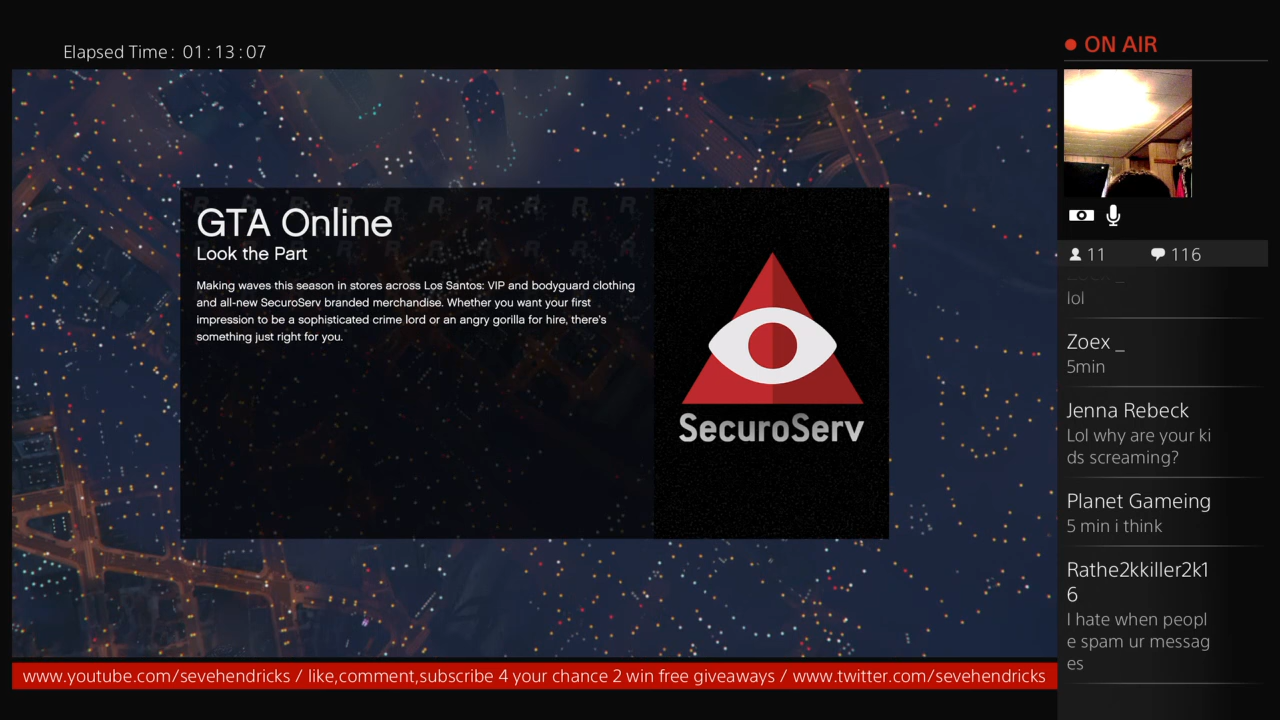 Elapsed Time: 01:13:07
ON AIR
GTA Online
Look the Part
Making waves this season in stores across Los Santos: VIP and bodyguard clothing
and all-new SecuroServ branded merchandise. Whether you want your first
impression to be a sophisticated crime lord or an angry gorilla for hire, there's
something just right for you.
SecuroServ
11 116
lol
Zoex _
5min
Jenna Rebeck
Lol why are your ki
ds screaming?
Planet Gameing
5 min i think
Rathe2kkiller2k1
6
I hate when peopl
e spam ur messag
es
www.youtube.com/sevehendricks / like,comment,subscribe 4 your chance 2 win free giveaways / www.twitter.com/sevehendricks